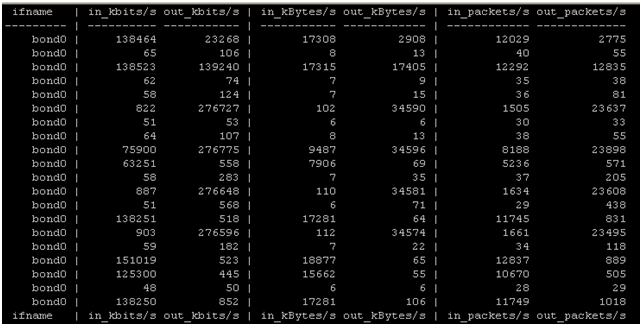 ifname | in_kbits/s out_kbits/s | in_kBytes/s out_kBytes/s | in_packets/s out_packets/s
--------- | ---------- ----------- | ----------- ------------ | ------------ -------------
bond0 | 138464 23268 | 17308 2908 | 12029 2775
bond0 | 65 106 | 8 13 | 40 55
bond0 | 138523 139240 | 17315 17405 | 12292 12835
bond0 | 62 74 | 7 9 | 35 38
bond0 | 58 124 | 7 15 | 36 81
bond0 | 822 276727 | 102 34590 | 1505 23637
bond0 | 51 53 | 6 6 | 30 33
bond0 | 64 107 | 8 13 | 38 55
bond0 | 75900 276775 | 9487 34596 | 8188 23898
bond0 | 63251 558 | 7906 69 | 5236 571
bond0 | 58 283 | 7 35 | 37 205
bond0 | 887 276648 | 110 34581 | 1634 23608
bond0 | 51 568 | 6 71 | 29 438
bond0 | 138251 518 | 17281 64 | 11745 831
bond0 | 903 276596 | 112 34574 | 1661 23495
bond0 | 59 182 | 7 22 | 34 118
bond0 | 151019 523 | 18877 65 | 12837 889
bond0 | 125300 445 | 15662 55 | 10670 505
bond0 | 48 50 | 6 6 | 28 29
bond0 | 138250 852 | 17281 106 | 11749 1018
ifname | in_kbits/s out_kbits/s | in_kBytes/s out_kBytes/s | in_packets/s out_packets/s